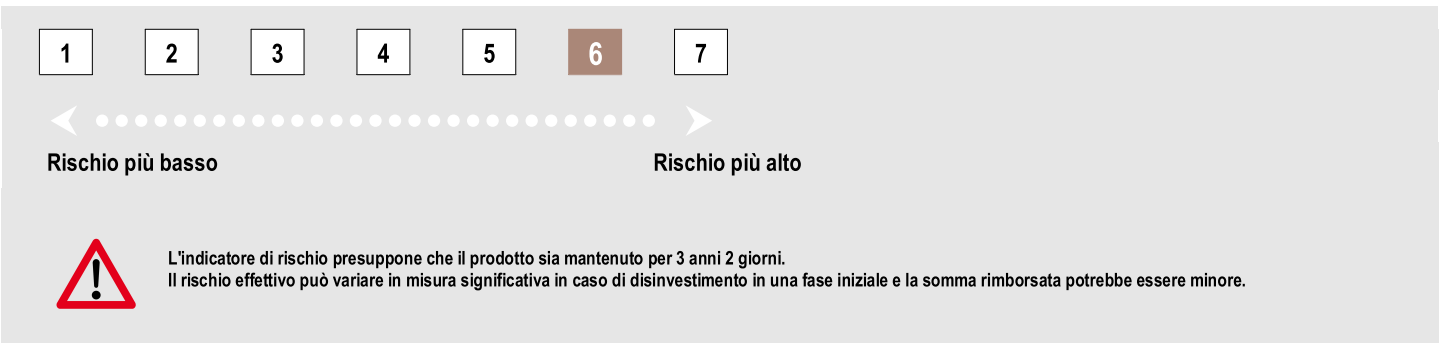 1 2 3 4 5 6 7
Rischio più basso Rischio più alto
L'indicatore di rischio presuppone che il prodotto sia mantenuto per 3 anni 2 giorni.
Il rischio effettivo può variare in misura significativa in caso di disinvestimento in una fase iniziale e la somma rimborsata potrebbe essere minore.